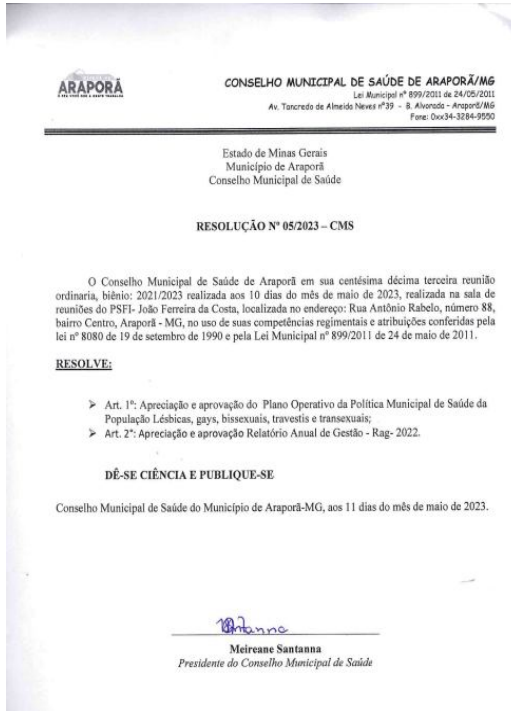 ARAPORÃ
CONSELHO MUNICIPAL DE SAÚDE DE ARAPORÃ/MG
Lei Municipal nº 899/2011 de 24/05/2011
Av. Tancredo de Almeida Neves nº39 - B. Alvorada - Araporã/MG
Fone: 0xx34-3284-9550
Estado de Minas Gerais
Município de Araporã
Conselho Municipal de Saúde
RESOLUÇÃO Nº 05/2023 – CMS
O Conselho Municipal de Saúde de Araporã em sua centésima décima terceira reunião
ordinaria, biênio: 2021/2023 realizada aos 10 dias do mês de maio de 2023, realizada na sala de
reuniões do PSFI- João Ferreira da Costa, localizada no endereço: Rua Antônio Rabelo, número 88,
bairro Centro, Araporã - MG, no uso de suas competências regimentais e atribuições conferidas pela
lei nº 8080 de 19 de setembro de 1990 e pela Lei Municipal nº 899/2011 de 24 de maio de 2011.
RESOLVE:
➢ Art. 1º: Apreciação e aprovação do Plano Operativo da Política Municipal de Saúde da
População Lésbicas, gays, bissexuais, travestis e transexuais;
➢ Art. 2º: Apreciação e aprovação Relatório Anual de Gestão - Rag- 2022.
DÊ-SE CIÊNCIA E PUBLIQUE-SE
Conselho Municipal de Saúde do Município de Araporã-MG, aos 11 dias do mês de maio de 2023.
Meireane Santanna
Presidente do Conselho Municipal de Saúde